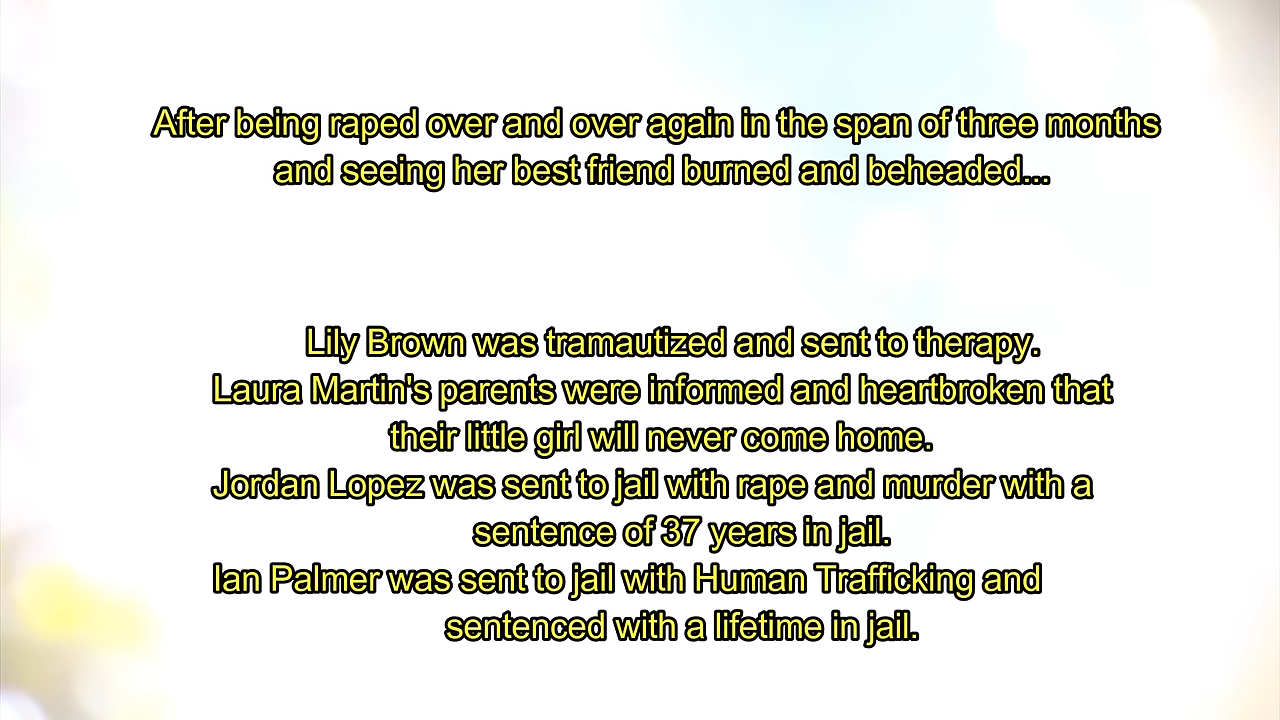 After being raped over and over again in the span of three months
and seeing her best friend burned and beheaded...
Lily Brown was tramautized and sent to therapy.
Laura Martin's parents were informed and heartbroken that
their little girl will never come home.
Jordan Lopez was sent to jail with rape and murder with a
sentence of 37 years in jail.
Ian Palmer was sent to jail with Human Trafficking and
sentenced with a lifetime in jail.